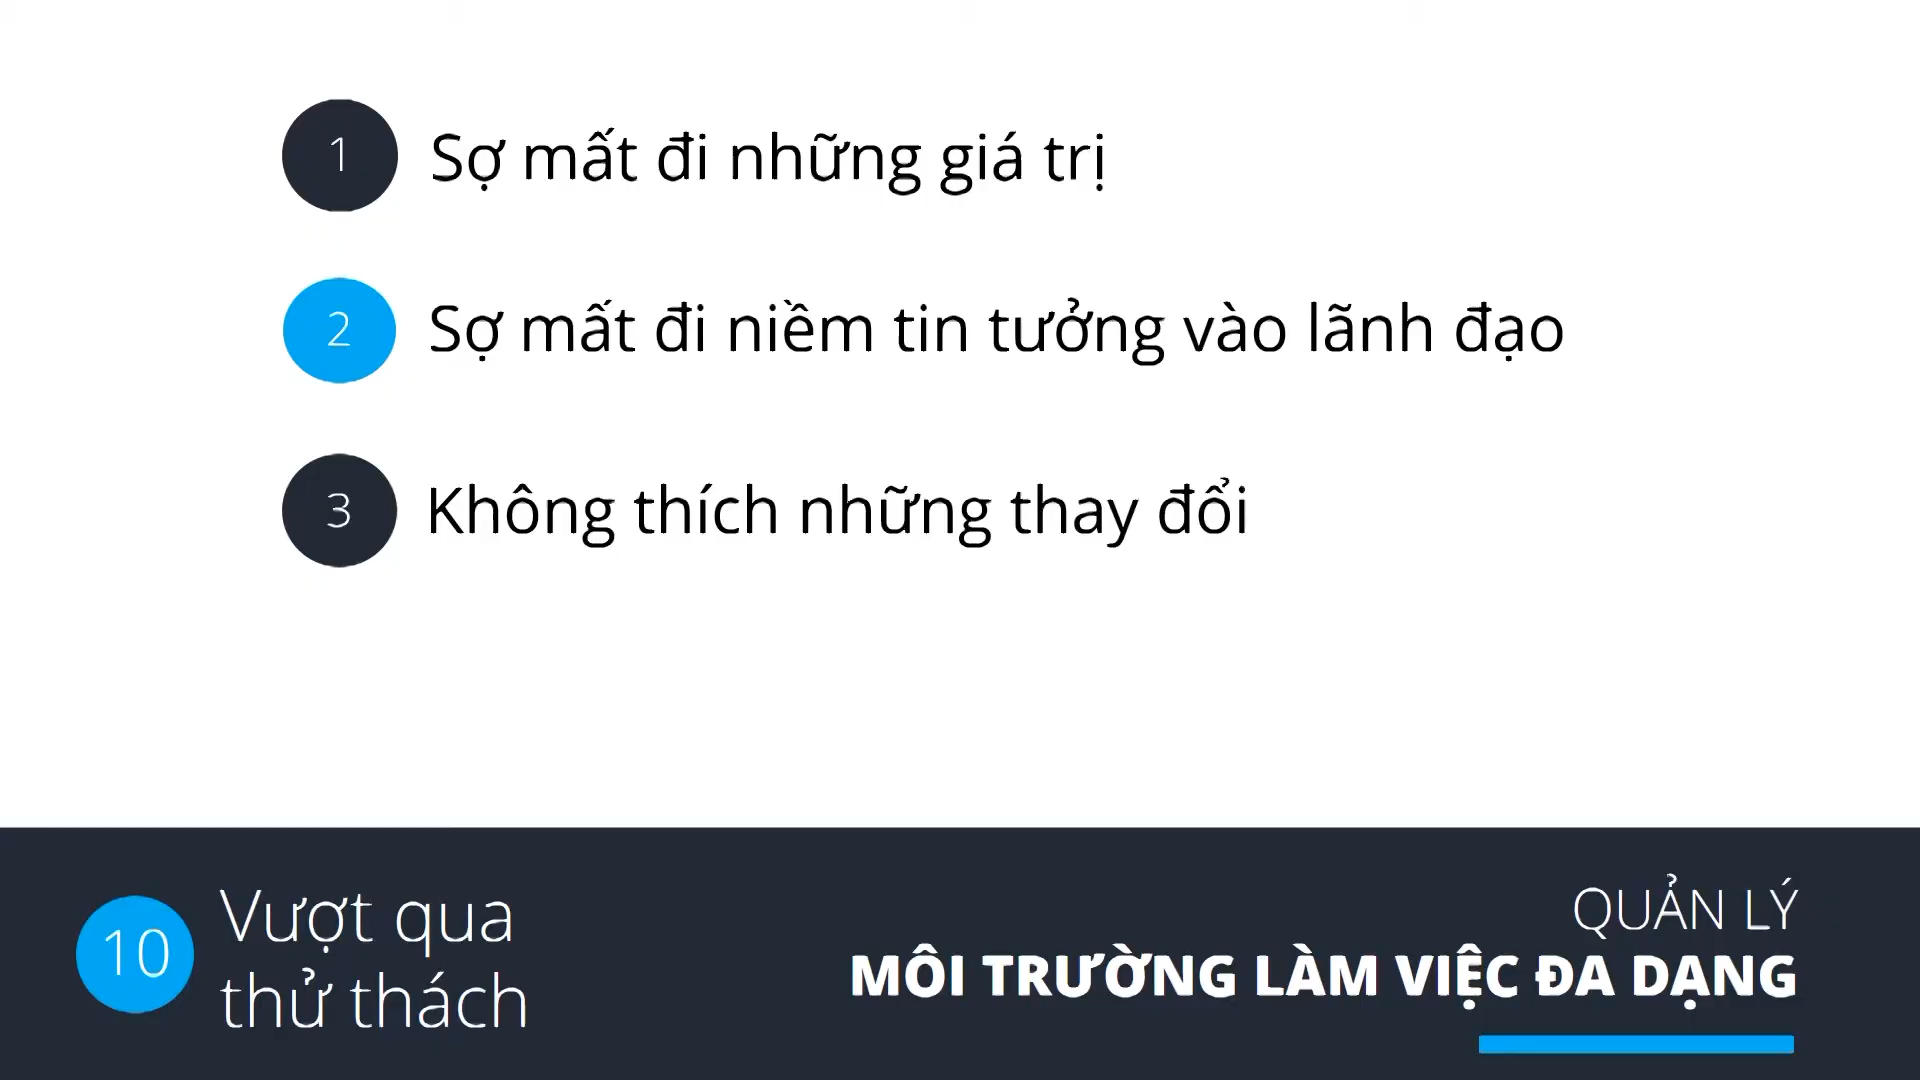 1 Sợ mất đi những giá trị
2 Sợ mất đi niềm tin tưởng vào lãnh đạo
3 Không thích những thay đổi
10 Vượt qua
thử thách
QUẢN LÝ
MÔI TRƯỜNG LÀM VIỆC ĐA DẠNG